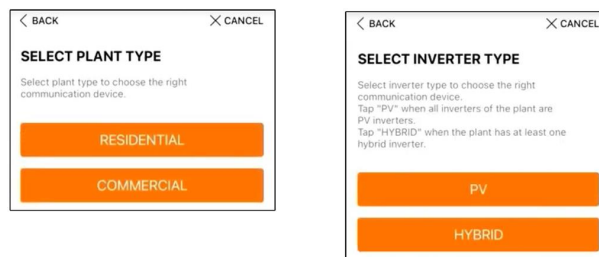 BACK
CANCEL
SELECT PLANT TYPE
Select plant type to choose the right
communication device.
RESIDENTIAL
COMMERCIAL
BACK
CANCEL
SELECT INVERTER TYPE
Select inverter type to choose the right
communication device.
Tap "PV" when all inverters of the plant are
PV inverters.
Tap "HYBRID" when the plant has at least one
hybrid inverter.
PV
HYBRID